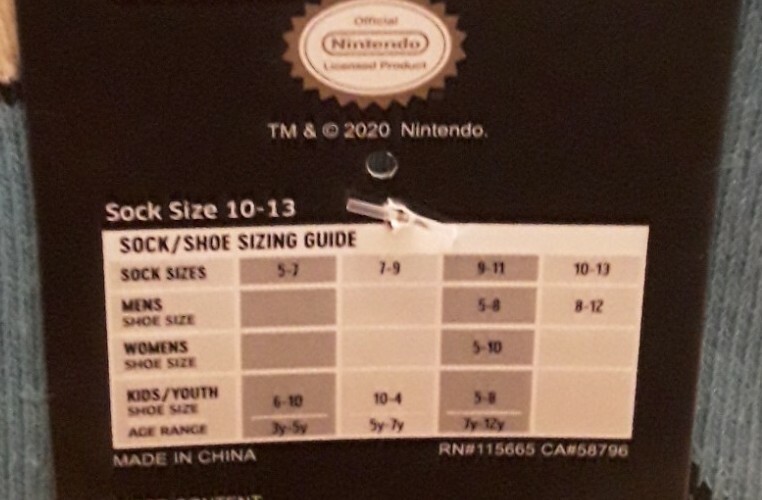 Official
Nintendo
Licensed Product
TM & © 2020 Nintendo.
Sock Size 10-13
SOCK/SHOE SIZING GUIDE
SOCK SIZES 5-7 7-9 9-11 10-13
MENS 5-8 8-12
SHOE SIZE
WOMENS 5-10
SHOE SIZE
KIDS/YOUTH 6-10 10-4 5-8
SHOE SIZE
AGE RANGE 3y-5y 5y-7y 7y-12y
MADE IN CHINA RN#115665 CA#58796
CONTENT